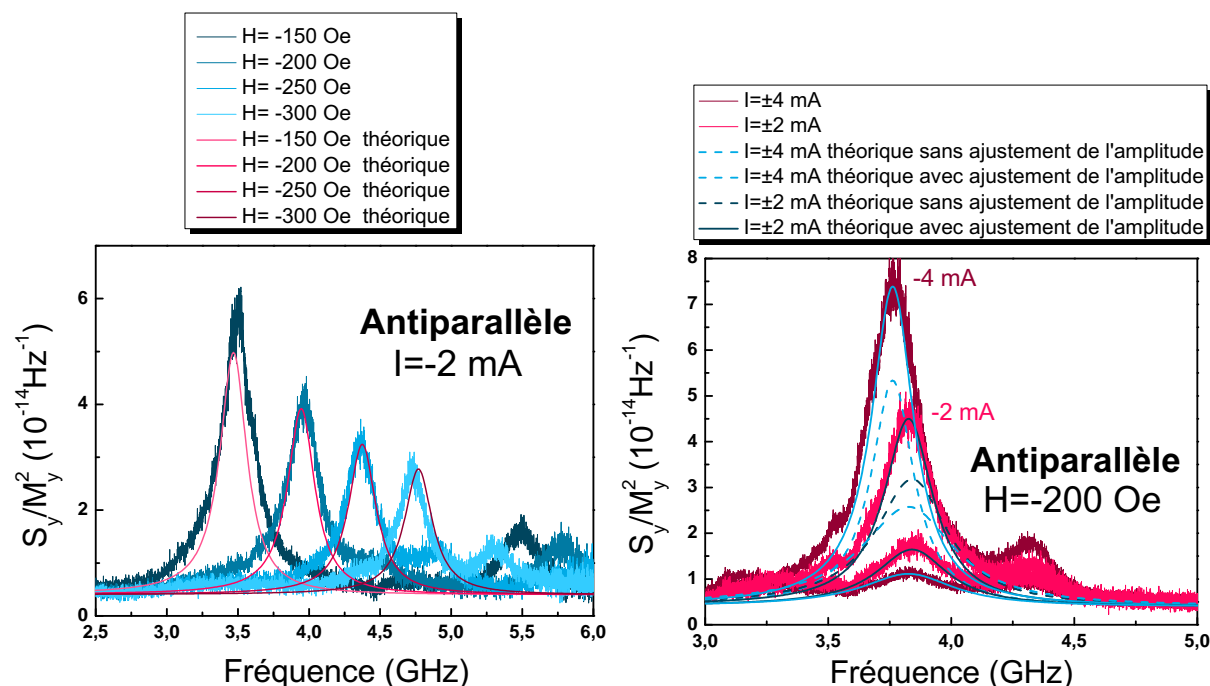 H= -150 Oe
H= -200 Oe
H= -250 Oe
H= -300 Oe
H= -150 Oe théorique
H= -200 Oe théorique
H= -250 Oe théorique
H= -300 Oe théorique
Antiparallèle
I=-2 mA
S_y/M_y^2 (10^-14 Hz^-1)
6
4
2
0
2,5 3,0 3,5 4,0 4,5 5,0 5,5 6,0
Fréquence (GHz)
I=±4 mA
I=±2 mA
I=±4 mA théorique sans ajustement de l'amplitude
I=±4 mA théorique avec ajustement de l'amplitude
I=±2 mA théorique sans ajustement de l'amplitude
I=±2 mA théorique avec ajustement de l'amplitude
-4 mA
-2 mA
Antiparallèle
H=-200 Oe
S_y/M_y^2 (10^-14 Hz^-1)
8
7
6
5
4
3
2
1
0
3,0 3,5 4,0 4,5 5,0
Fréquence (GHz)